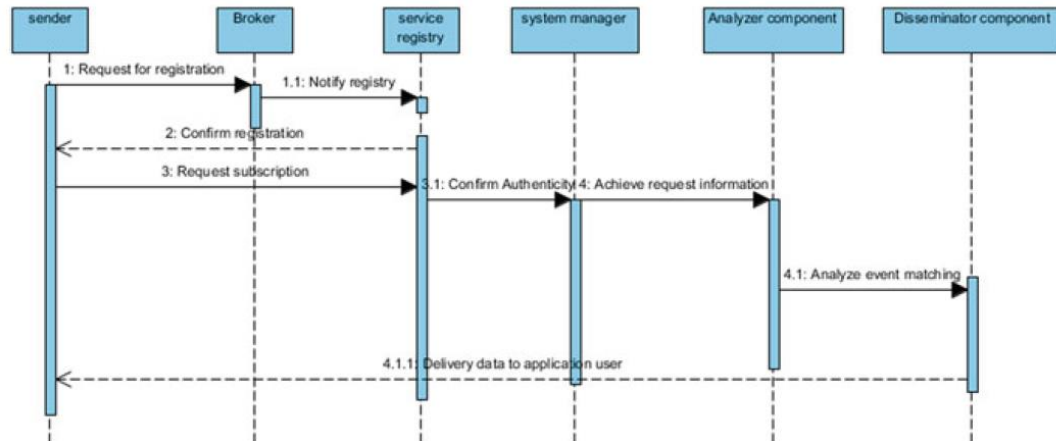 sender
Broker
service
registry
system manager
Analyzer component
Disseminator component
1: Request for registration
1.1: Notify registry
2: Confirm registration
3: Request subscription
3.1: Confirm Authenticity
4: Achieve request information
4.1: Analyze event matching
4.1.1: Delivery data to application user